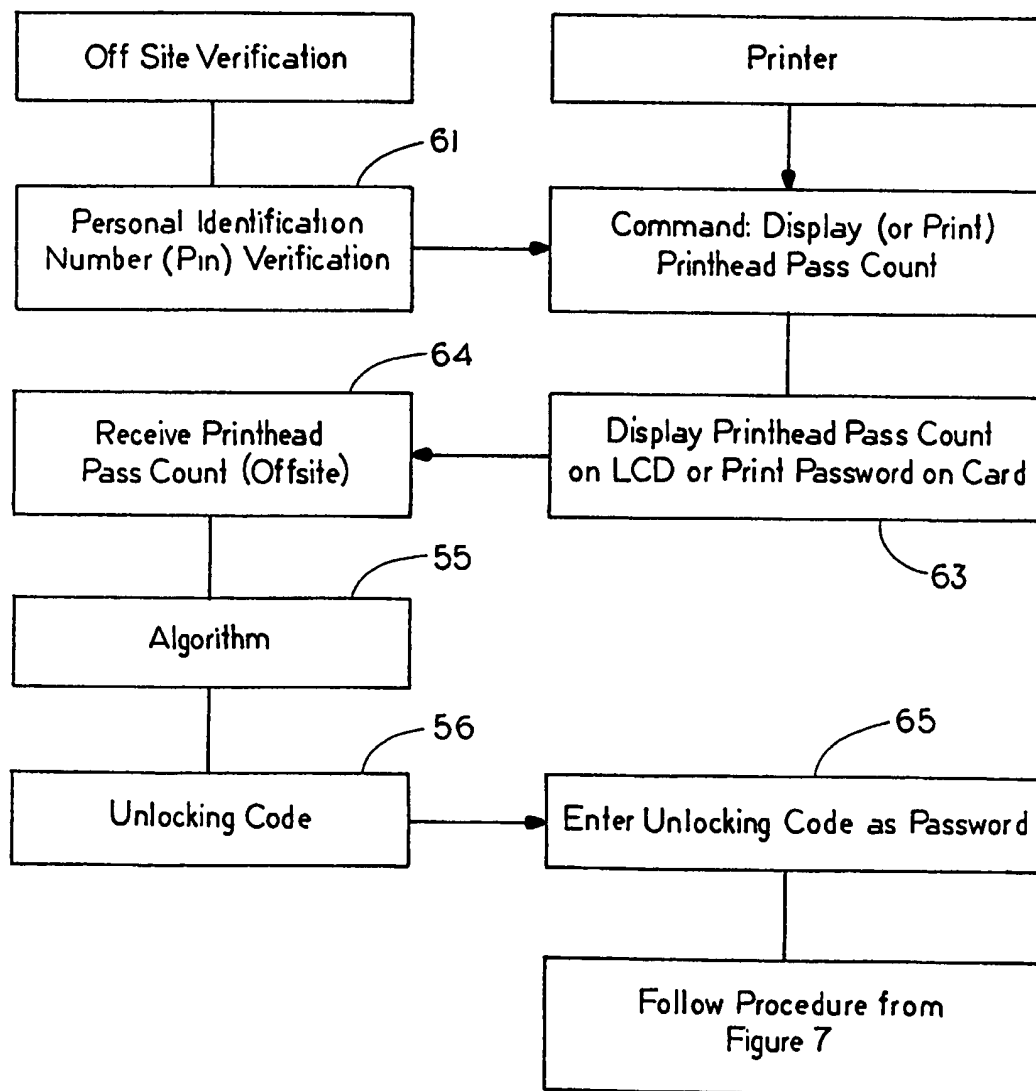 Off Site Verification
Printer
61
Personal Identification
Number (Pin) Verification
Command: Display (or Print)
Printhead Pass Count
64
Receive Printhead
Pass Count (Offsite)
Display Printhead Pass Count
on LCD or Print Password on Card
63
55
Algorithm
56
Unlocking Code
65
Enter Unlocking Code as Password
Follow Procedure from
Figure 7